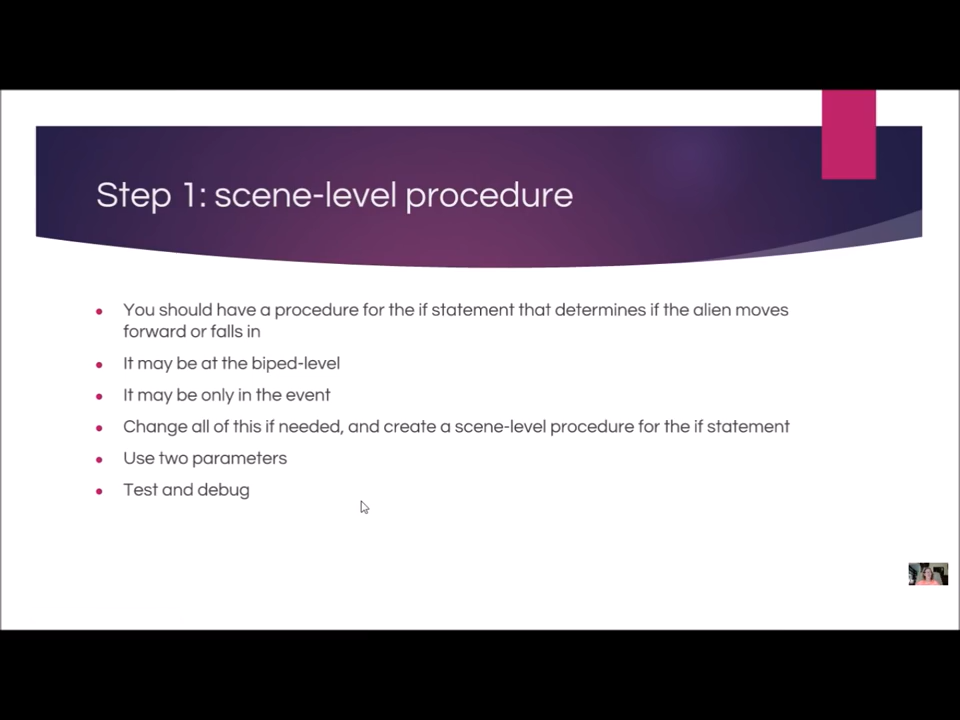 Step 1: scene-level procedure
You should have a procedure for the if statement that determines if the alien moves
forward or falls in
It may be at the biped-level
It may be only in the event
Change all of this if needed, and create a scene-level procedure for the if statement
Use two parameters
Test and debug